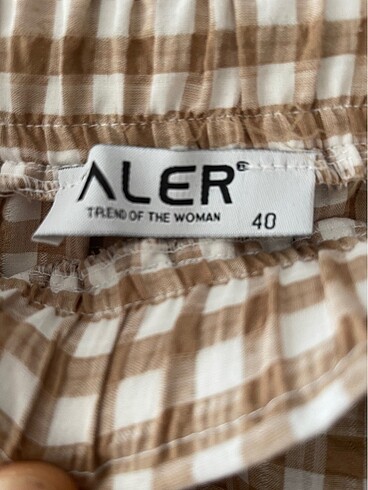 ALER®
TREND OF THE WOMAN
40